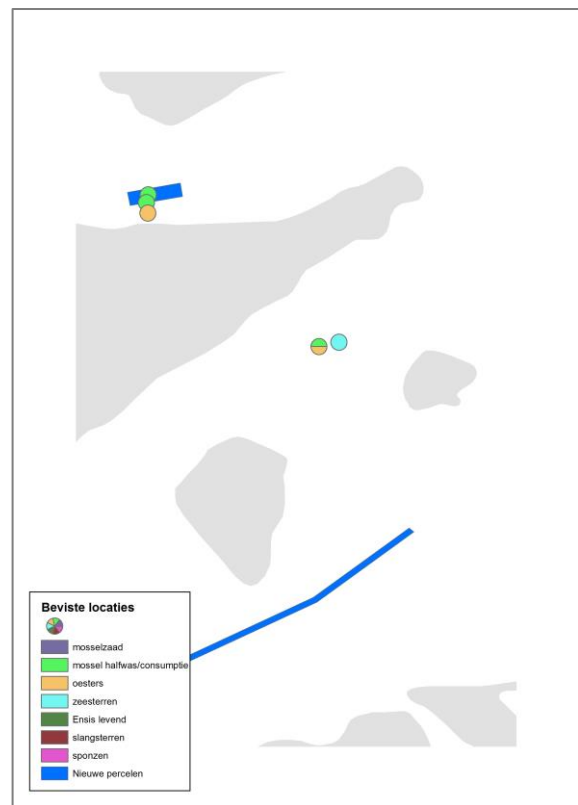 Beviste locaties
mosselzaad
mossel halfwas/consumptie
oesters
zeesterren
Ensis levend
slangsterren
sponzen
Nieuwe percelen